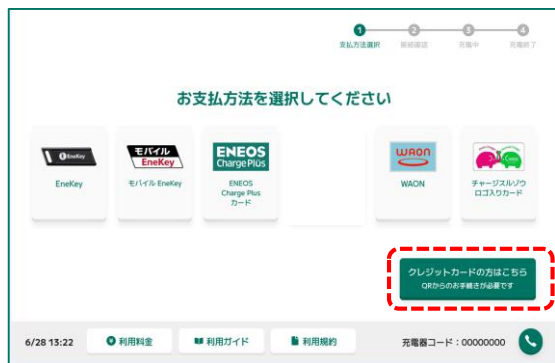 1
2
3
4
支払方法選択
接続確認
充電中
充電終了
お支払方法を選択してください
EneKey
モバイル
EneKey
ENEOS
Charge Plus
WAON
EneKey
モバイル EneKey
ENEOS
Charge Plus
カード
WAON
チャージスルゾウ
ロゴ入りカード
クレジットカードの方はこちら
QRからのお手続きが必要です
6/28 13:22
利用料金
利用ガイド
利用規約
充電器コード：00000000